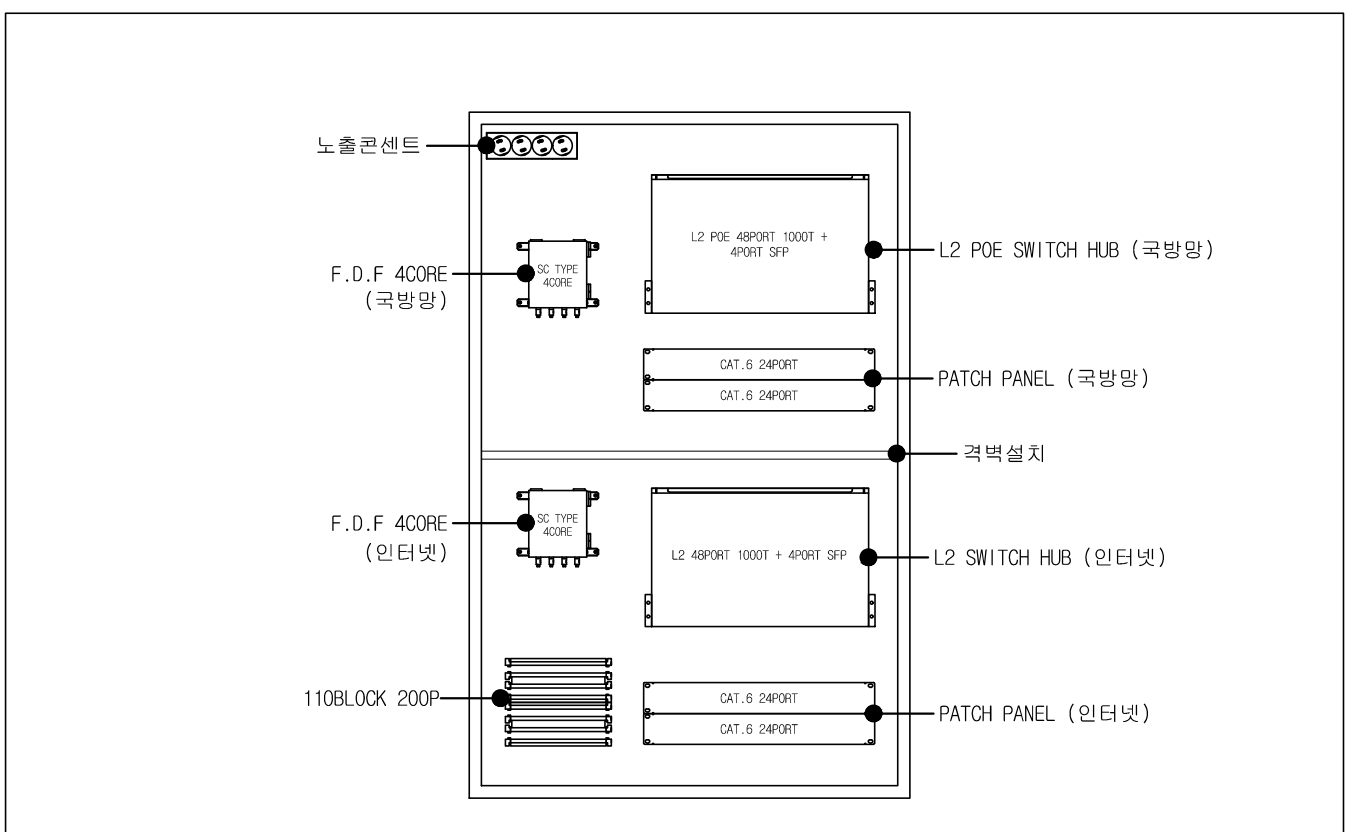 노출콘센트
L2 POE 48PORT 1000T +
4PORT SFP
L2 POE SWITCH HUB (국방망)
F.D.F 4CORE
(국방망)
SC TYPE
4CORE
CAT.6 24PORT
CAT.6 24PORT
PATCH PANEL (국방망)
격벽설치
F.D.F 4CORE
(인터넷)
SC TYPE
4CORE
L2 48PORT 1000T + 4PORT SFP
L2 SWITCH HUB (인터넷)
110BLOCK 200P
CAT.6 24PORT
CAT.6 24PORT
PATCH PANEL (인터넷)